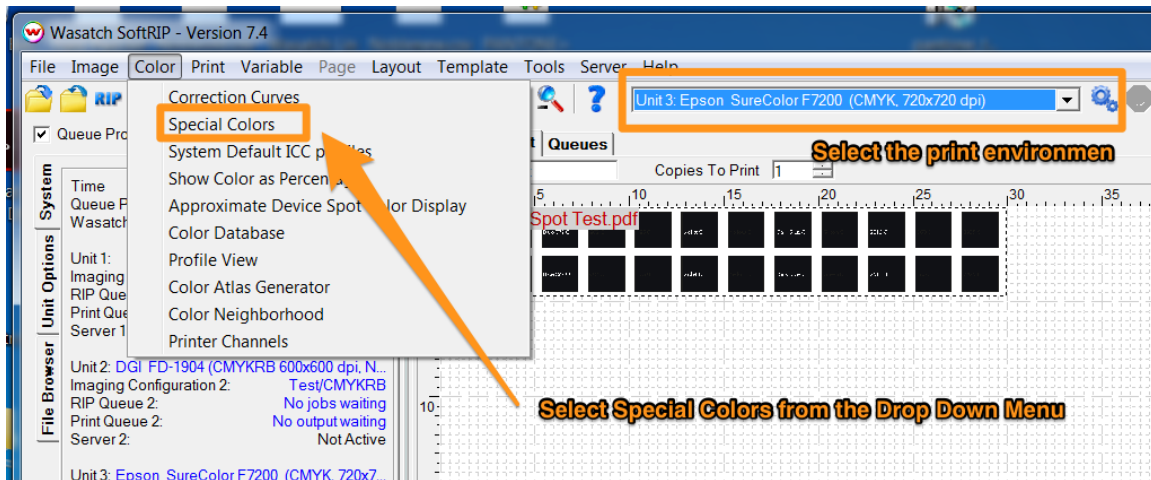 Wasatch SoftRIP - Version 7.4
File Image Color Print Variable Page Layout Template Tools Server Help
RIP
Unit 3: Epson SureColor F7200 (CMYK, 720x720 dpi)
Select the print environmen
Correction Curves
Special Colors
System Default ICC
Show Color as
Approximate Device Spot Color Display
Color Database
Profile View
Color Atlas Generator
Color Neighborhood
Printer Channels
Queue Pro
Queues
Copies To Print 1
System
Unit Options
File Browser
Time
Queue P
Wasatch
Unit 1:
Imaging
RIP Que
Print Que
Server 1
Unit 2: DGI FD-1904 (CMYKRB 600x600 dpi, N...
Imaging Configuration 2: Test/CMYKRB
RIP Queue 2: No jobs waiting
Print Queue 2: No output waiting
Server 2: Not Active
Unit 3: Epson SureColor F7200 (CMYK, 720x7...
5 10 15 20 25 30 35
Spot Test.pdf
10
Select Special Colors from the Drop Down Menu